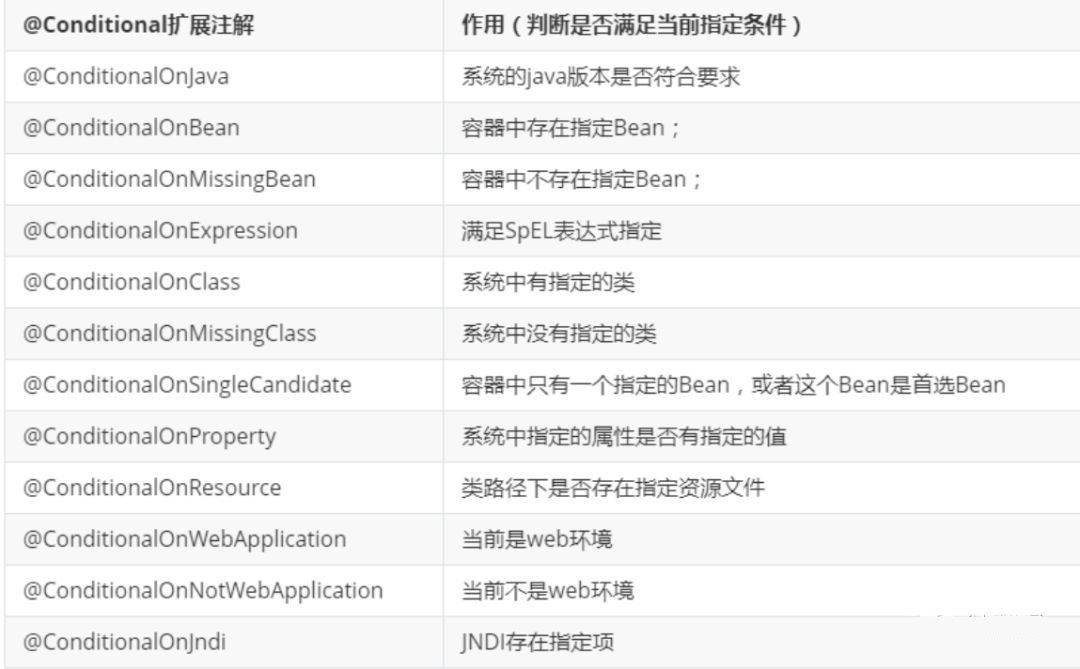 @Conditional扩展注解 作用（判断是否满足当前指定条件）
@ConditionalOnJava 系统的java版本是否符合要求
@ConditionalOnBean 容器中存在指定Bean；
@ConditionalOnMissingBean 容器中不存在指定Bean；
@ConditionalOnExpression 满足SpEL表达式指定
@ConditionalOnClass 系统中有指定的类
@ConditionalOnMissingClass 系统中没有指定的类
@ConditionalOnSingleCandidate 容器中只有一个指定的Bean，或者这个Bean是首选Bean
@ConditionalOnProperty 系统中指定的属性是否有指定的值
@ConditionalOnResource 类路径下是否存在指定资源文件
@ConditionalOnWebApplication 当前是web环境
@ConditionalOnNotWebApplication 当前不是web环境
@ConditionalOnJndi JNDI存在指定项